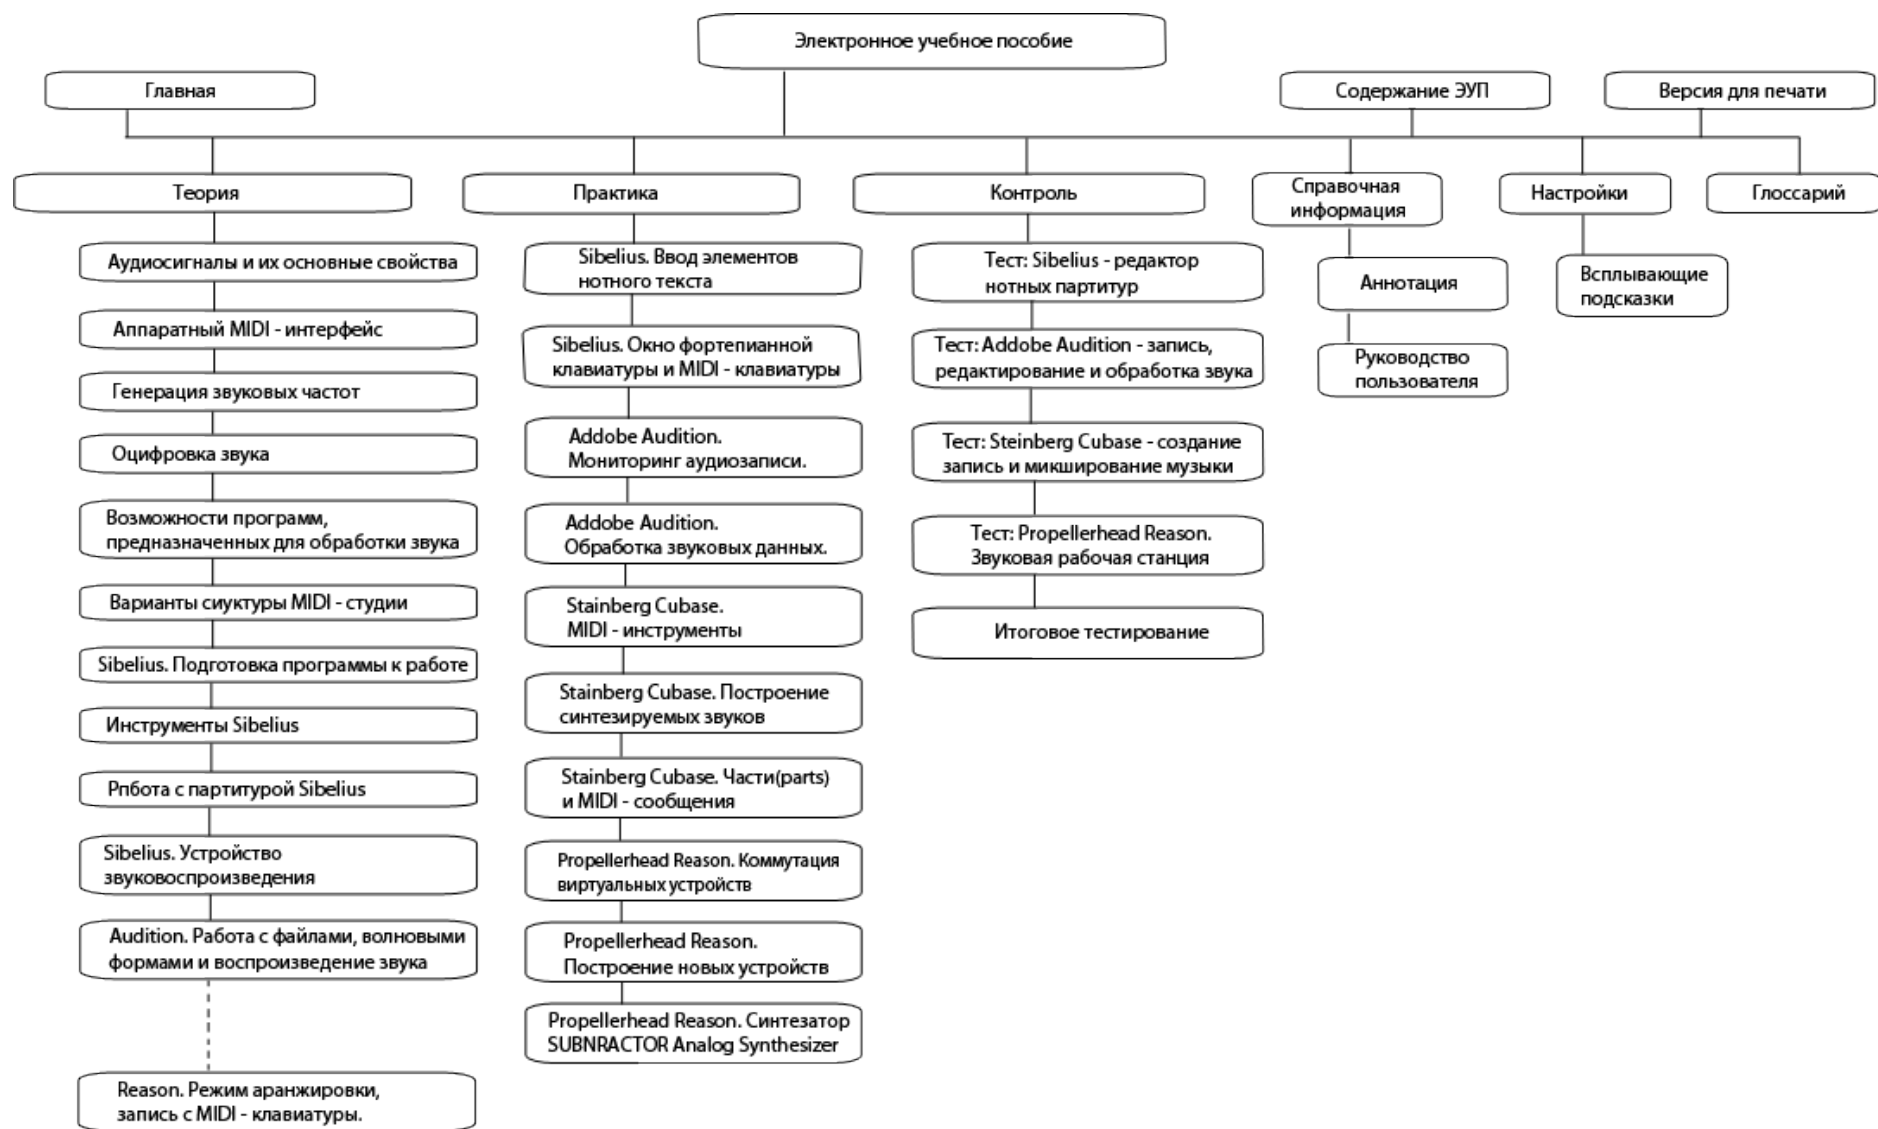 Электронное учебное пособие
Главная
Содержание ЭУП
Версия для печати
Теория
Практика
Контроль
Справочная
информация
Настройки
Глоссарий
Аудиосигналы и их основные свойства
Аппаратный MIDI - интерфейс
Генерация звуковых частот
Оцифровка звука
Возможности программ,
предназначенных для обработки звука
Варианты сиуктуры MIDI - студии
Sibelius. Подготовка программы к работе
Инструменты Sibelius
Рпбота с партитурой Sibelius
Sibelius. Устройство
звуковоспроизведения
Audition. Работа с файлами, волновыми
формами и воспроизведение звука
Reason. Режим аранжировки,
запись с MIDI - клавиатуры.
Sibelius. Ввод элементов
нотного текста
Sibelius. Окно фортепианной
клавиатуры и MIDI - клавиатуры
Addobe Audition.
Мониторинг аудиозаписи.
Addobe Audition.
Обработка звуковых данных.
Stainberg Cubase.
MIDI - инструменты
Stainberg Cubase. Построение
синтезируемых звуков
Stainberg Cubase. Части(parts)
и MIDI - сообщения
Propellerhead Reason. Коммутация
виртуальных устройств
Propellerhead Reason.
Построение новых устройств
Propellerhead Reason. Синтезатор
SUBNRACTOR Analog Synthesizer
Тест: Sibelius - редактор
нотных партитур
Тест: Addobe Audition - запись,
редактирование и обработка звука
Тест: Steinberg Cubase - создание
запись и микширование музыки
Тест: Propellerhead Reason.
Звуковая рабочая станция
Итоговое тестирование
Аннотация
Руководство
пользователя
Всплывающие
подсказки